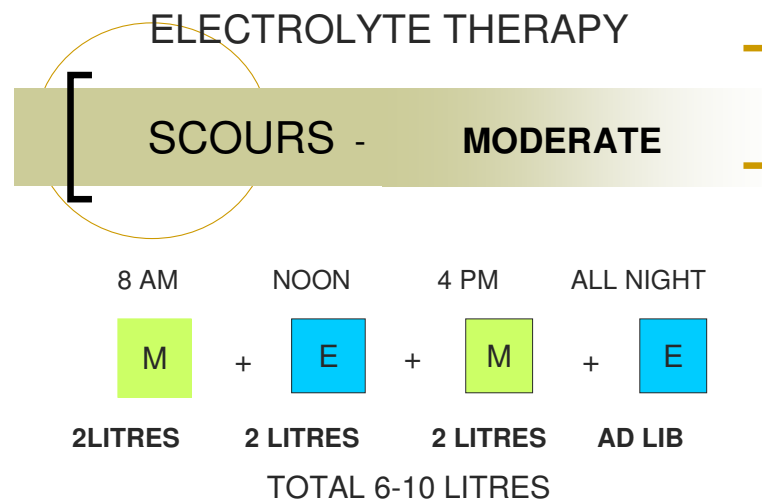 ELECTROLYTE THERAPY
SCOURS - MODERATE
8 AM NOON 4 PM ALL NIGHT
M + E + M + E
2LITRES 2 LITRES 2 LITRES AD LIB
TOTAL 6-10 LITRES